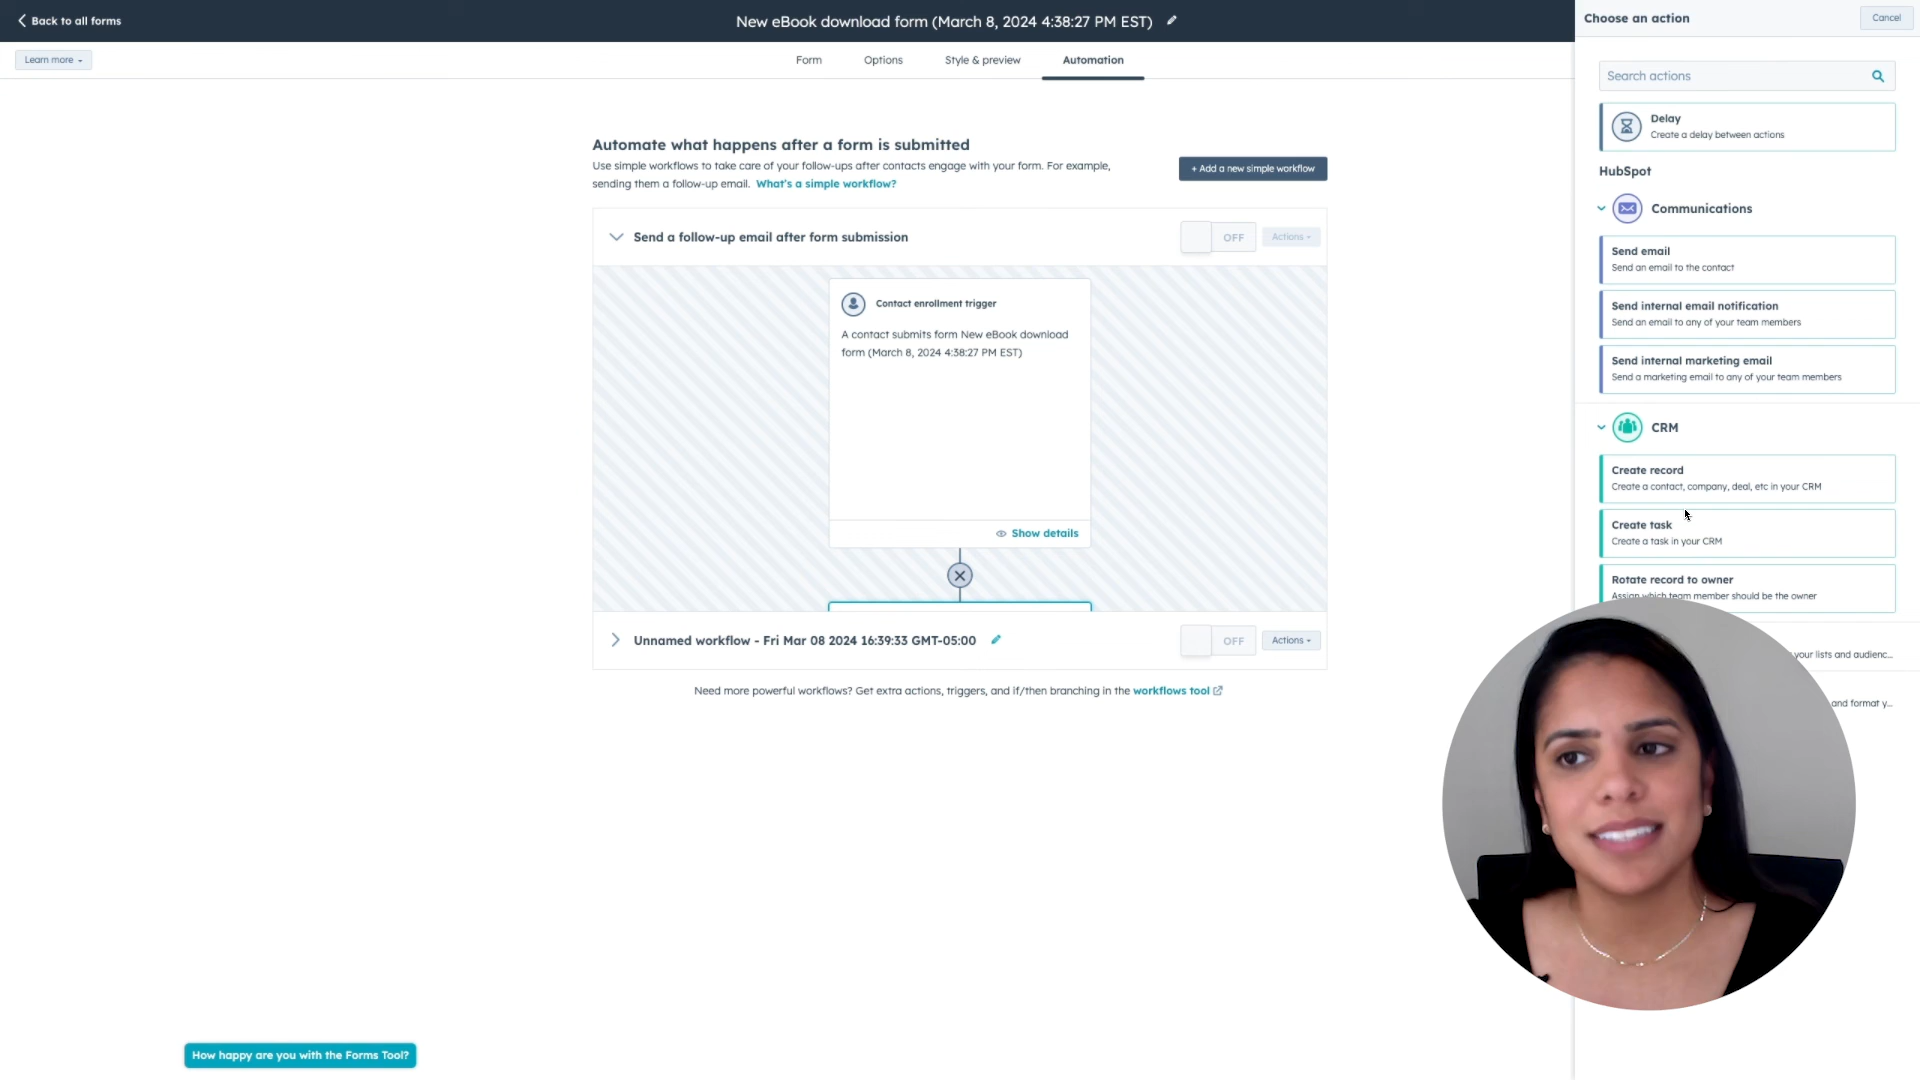 Back to all forms
New eBook download form (March 8, 2024 4:38:27 PM EST)
Learn more
Form
Options
Style & preview
Automation
Automate what happens after a form is submitted
Use simple workflows to take care of your follow-ups after contacts engage with your form. For example,
sending them a follow-up email. What's a simple workflow?
+ Add a new simple workflow
Send a follow-up email after form submission
OFF
Actions
Contact enrollment trigger
A contact submits form New eBook download
form (March 8, 2024 4:38:27 PM EST)
Show details
Unnamed workflow - Fri Mar 08 2024 16:39:33 GMT-05:00
OFF
Actions
Need more powerful workflows? Get extra actions, triggers, and if/then branching in the workflows tool
How happy are you with the Forms Tool?
Choose an action
Cancel
Search actions
Delay
Create a delay between actions
HubSpot
Communications
Send email
Send an email to the contact
Send internal email notification
Send an email to any of your team members
Send internal marketing email
Send a marketing email to any of your team members
CRM
Create record
Create a contact, company, deal, etc in your CRM
Create task
Create a task in your CRM
Rotate record to owner
Assign which team member should be the owner
your lists and audienc...
and format y...